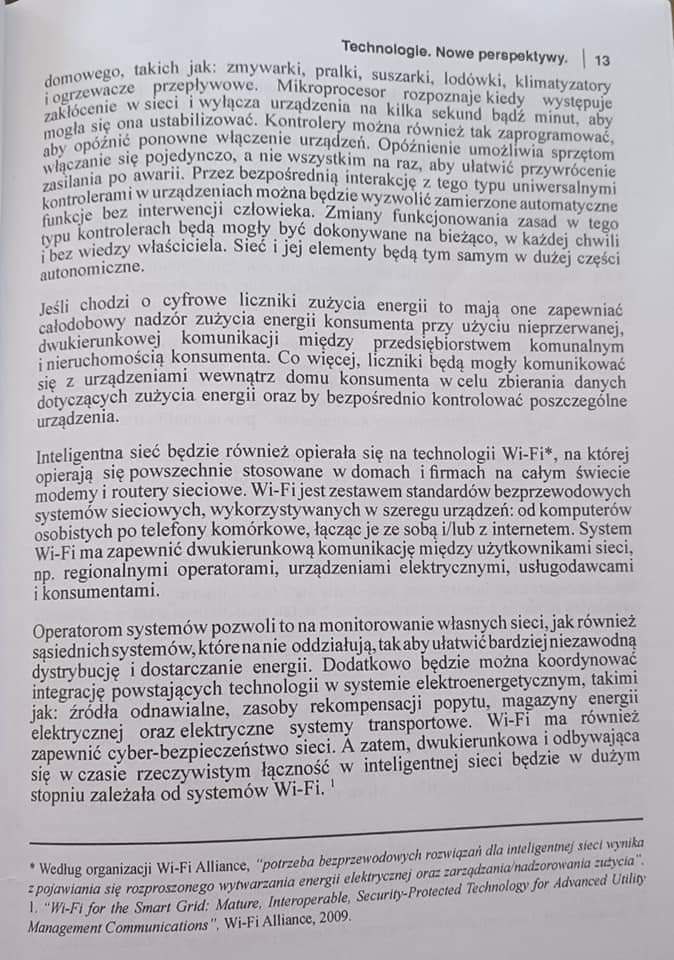 Technologie. Nowe perspektywy. | 13
domowego, takich jak: zmywarki, pralki, suszarki, lodówki, klimatyzatory
i ogrzewacze przepływowe. Mikroprocesor rozpoznaje kiedy występuje
zakłócenie w sieci i wyłącza urządzenia na kilka sekund bądź minut, aby
mogła się ona ustabilizować. Kontrolery można również tak zaprogramować,
aby opóźnić ponowne włączenie urządzeń. Opóźnienie umożliwia sprzętom
włączanie się pojedynczo, a nie wszystkim na raz, aby ułatwić przywrócenie
zasilania po awarii. Przez bezpośrednią interakcję z tego typu uniwersalnymi
kontrolerami w urządzeniach można będzie wyzwolić zamierzone automatyczne
funkcje bez interwencji człowieka. Zmiany funkcjonowania zasad w tego
typu kontrolerach będą mogły być dokonywane na bieżąco, w każdej chwili
i bez wiedzy właściciela. Sieć i jej elementy będą tym samym w dużej części
autonomiczne.
Jeśli chodzi o cyfrowe liczniki zużycia energii to mają one zapewniać
całodobowy nadzór zużycia energii konsumenta przy użyciu nieprzerwanej,
dwukierunkowej komunikacji między przedsiębiorstwem komunalnym
i nieruchomością konsumenta. Co więcej, liczniki będą mogły komunikować
się z urządzeniami wewnątrz domu konsumenta w celu zbierania danych
dotyczących zużycia energii oraz by bezpośrednio kontrolować poszczególne
urządzenia.
Inteligentna sieć będzie również opierała się na technologii Wi-Fi*, na której
opierają się powszechnie stosowane w domach i firmach na całym świecie
modemy i routery sieciowe. Wi-Fi jest zestawem standardów bezprzewodowych
systemów sieciowych, wykorzystywanych w szeregu urządzeń: od komputerów
osobistych po telefony komórkowe, łącząc je ze sobą i/lub z internetem. System
Wi-Fi ma zapewnić dwukierunkową komunikację między użytkownikami sieci,
np. regionalnymi operatorami, urządzeniami elektrycznymi, usługodawcami
i konsumentami.
Operatorom systemów pozwoli to na monitorowanie własnych sieci, jak również
sąsiednich systemów, które na nie oddziałują, tak aby ułatwić bardziej niezawodną
dystrybucję i dostarczanie energii. Dodatkowo będzie można koordynować
integrację powstających technologii w systemie elektroenergetycznym, takimi
jak: źródła odnawialne, zasoby rekompensacji popytu, magazyny energii
elektrycznej oraz elektryczne systemy transportowe. Wi-Fi ma również
zapewnić cyber-bezpieczeństwo sieci. A zatem, dwukierunkowa i odbywająca
się w czasie rzeczywistym łączność w inteligentnej sieci będzie w dużym
stopniu zależała od systemów Wi-Fi. ¹
* Według organizacji Wi-Fi Alliance, "potrzeba bezprzewodowych rozwiązań dla inteligentnej sieci wynika
z pojawiania się rozproszonego wytwarzania energii elektrycznej oraz zarządzania/nadzorowania zużycia".
1. "Wi-Fi for the Smart Grid: Mature, Interoperable, Security-Protected Technology for Advanced Utility
Management Communications", Wi-Fi Alliance, 2009.